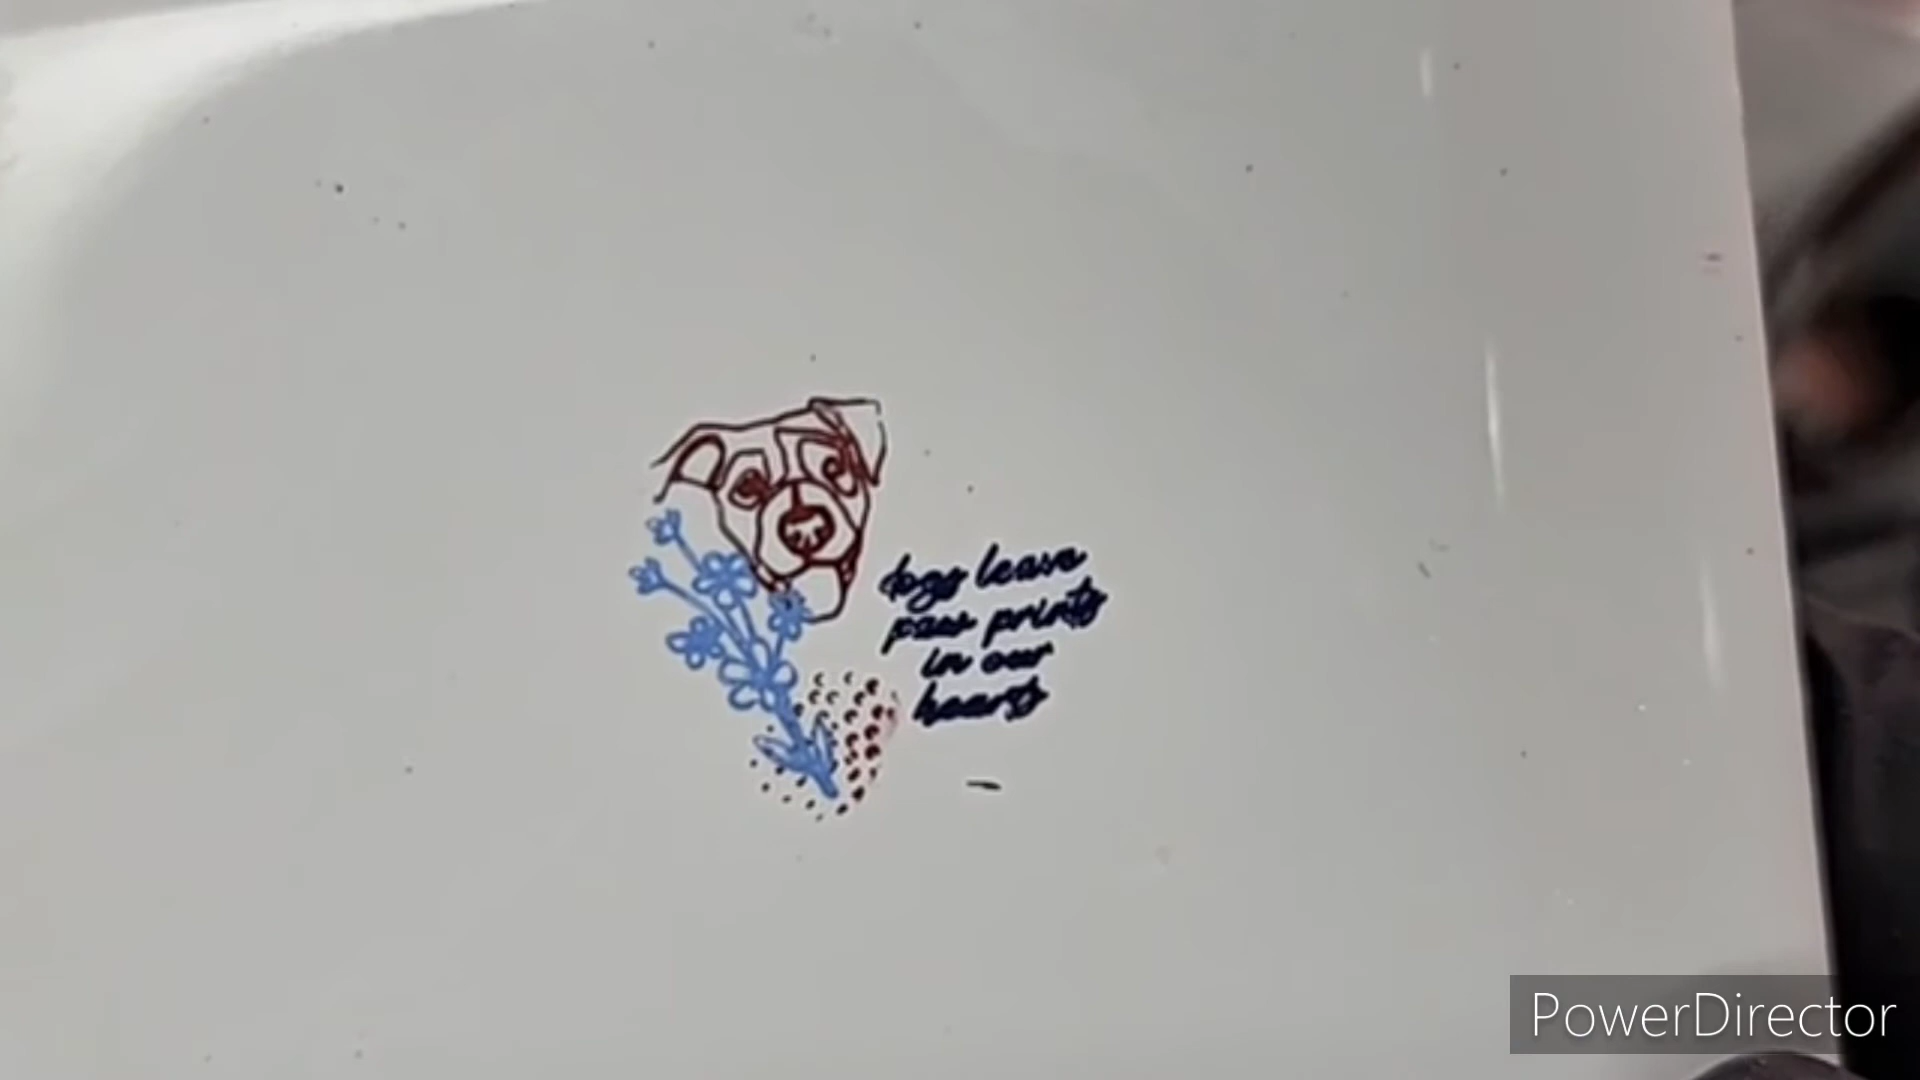 dogs leave
paw prints
in our
hearts
PowerDirector